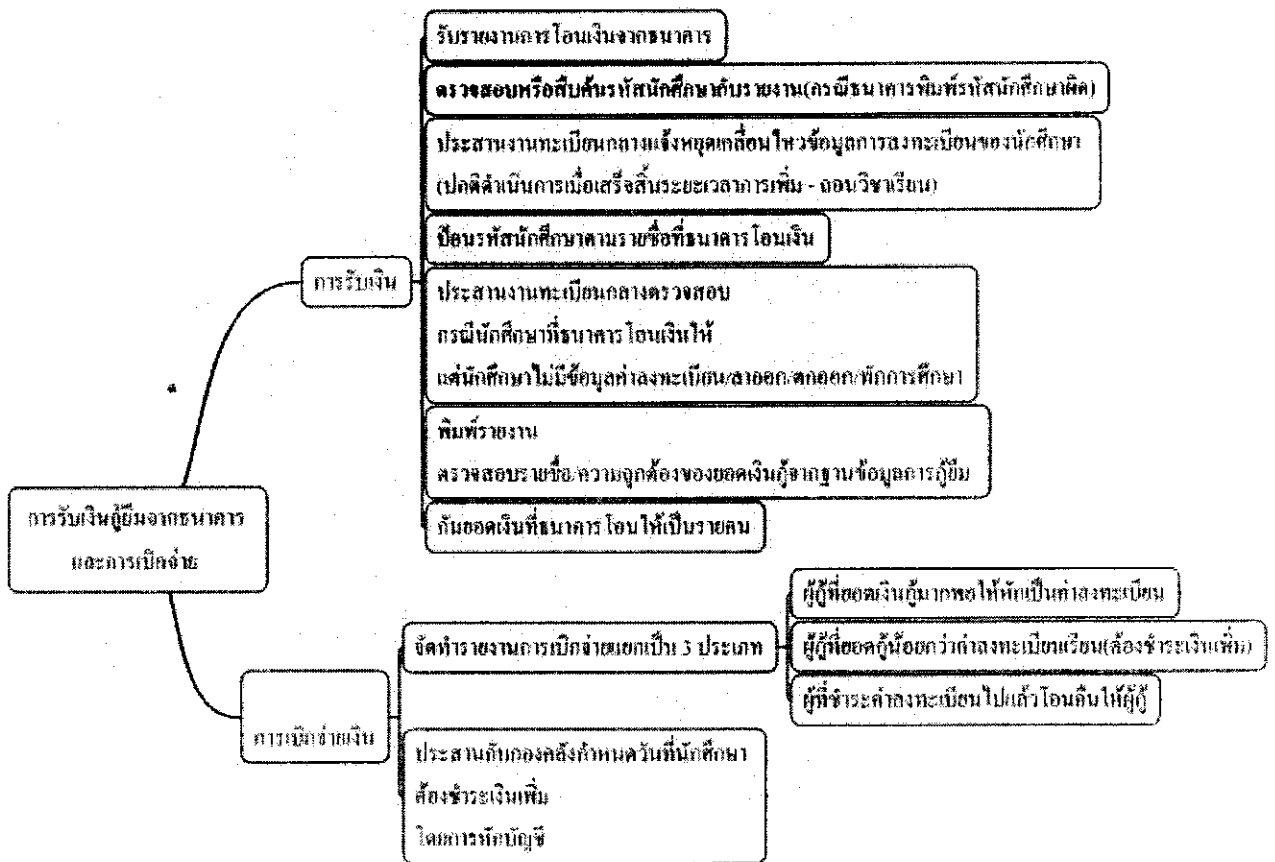 รับรายงานการโอนเงินจากธนาคาร
ตรวจสอบหรือสืบค้นรหัสนักศึกษากับรายงาน(กรณีธนาคารพิมพ์รหัสนักศึกษาผิด)
ประสานงานทะเบียนกลางแจ้งหยุดเคลื่อนไหวข้อมูลการลงทะเบียนของนักศึกษา
(ปกติดำเนินการเมื่อเสร็จสิ้นระยะเวลาการเพิ่ม - ถอนวิชาเรียน)
ป้อนรหัสนักศึกษาตามรายชื่อที่ธนาคารโอนเงิน
การรับเงิน
ประสานงานทะเบียนกลางตรวจสอบ
กรณีนักศึกษาที่ธนาคารโอนเงินให้
แต่นักศึกษาไม่มีข้อมูลค่าลงทะเบียน/ลาออก/ตกออก/พักการศึกษา
พิมพ์รายงาน
ตรวจสอบรายชื่อ/ความถูกต้องของยอดเงินกู้จากฐานข้อมูลการกู้ยืม
กันยอดเงินที่ธนาคารโอนให้เป็นรายคน
การรับเงินกู้ยืมจากธนาคาร
และการเบิกจ่าย
การเบิกจ่ายเงิน
จัดทำรายงานการเบิกจ่ายแยกเป็น 3 ประเภท
ผู้กู้ที่ยอดเงินกู้มากพอให้หักเป็นค่าลงทะเบียน
ผู้กู้ที่ยอดกู้น้อยกว่าค่าลงทะเบียนเรียน(ต้องชำระเงินเพิ่ม)
ผู้ที่ชำระค่าลงทะเบียนไปแล้วโอนคืนให้ผู้กู้
ประสานกับกองคลังกำหนดวันที่นักศึกษา
ต้องชำระเงินเพิ่ม
โดยการหักบัญชี